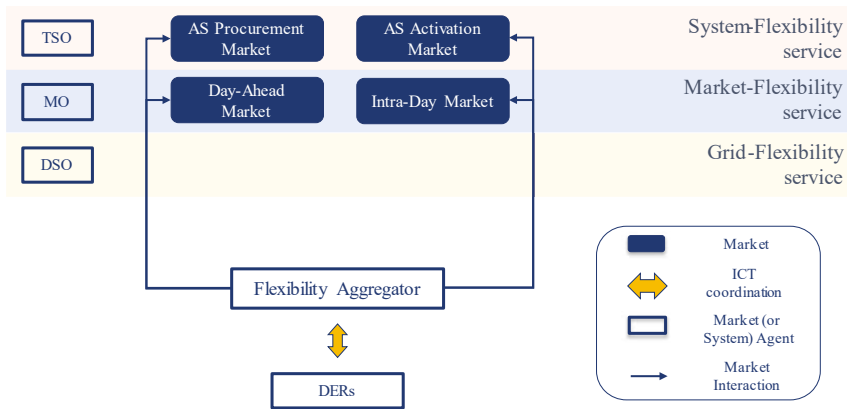 TSO
AS Procurement
Market
AS Activation
Market
System-Flexibility
service
MO
Day-Ahead
Market
Intra-Day Market
Market-Flexibility
service
DSO
Grid-Flexibility
service
Flexibility Aggregator
DERs
Market
ICT
coordination
Market (or
System) Agent
Market
Interaction